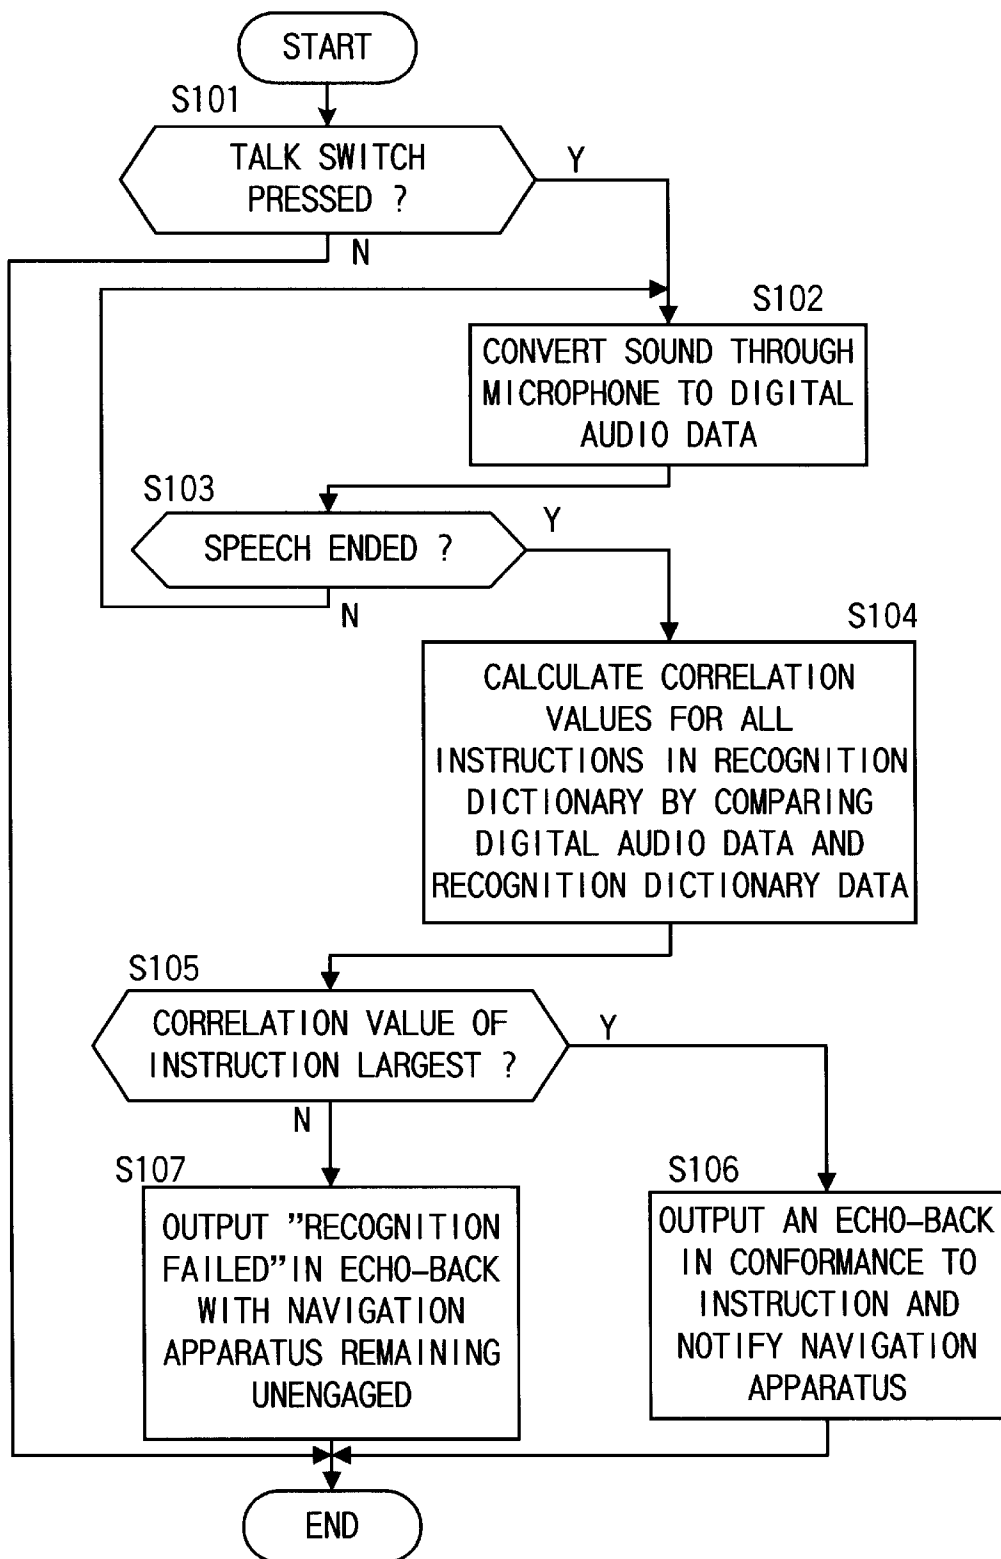 START
S101
TALK SWITCH
PRESSED ?
Y
N
S102
CONVERT SOUND THROUGH
MICROPHONE TO DIGITAL
AUDIO DATA
S103
SPEECH ENDED ?
Y
N
S104
CALCULATE CORRELATION
VALUES FOR ALL
INSTRUCTIONS IN RECOGNITION
DICTIONARY BY COMPARING
DIGITAL AUDIO DATA AND
RECOGNITION DICTIONARY DATA
S105
CORRELATION VALUE OF
INSTRUCTION LARGEST ?
Y
N
S107
OUTPUT "RECOGNITION
FAILED" IN ECHO-BACK
WITH NAVIGATION
APPARATUS REMAINING
UNENGAGED
S106
OUTPUT AN ECHO-BACK
IN CONFORMANCE TO
INSTRUCTION AND
NOTIFY NAVIGATION
APPARATUS
END